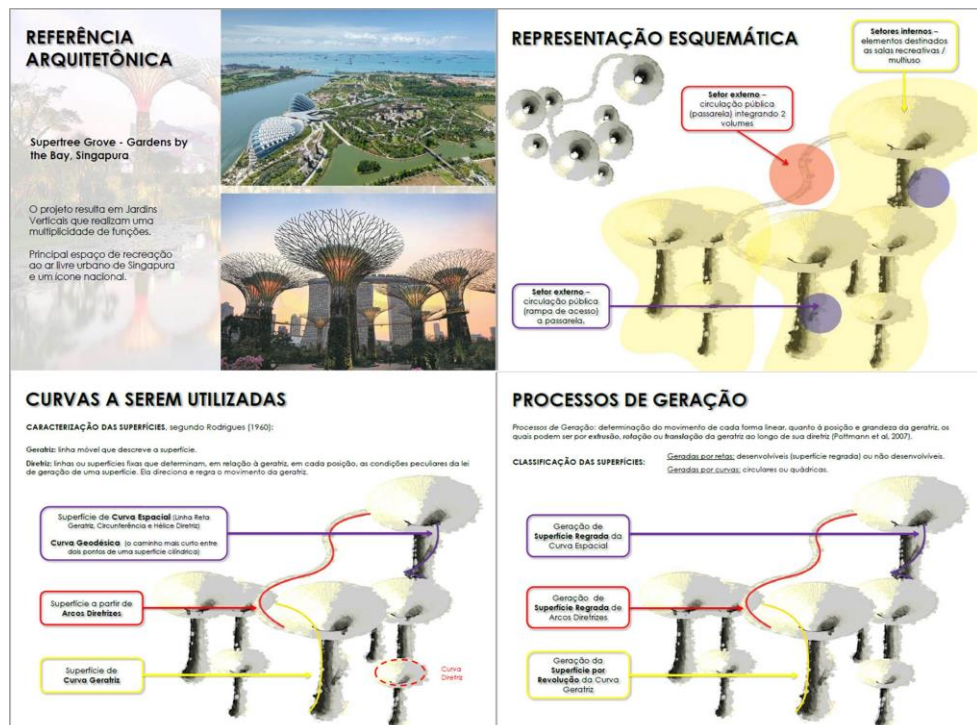 REFERÊNCIA
ARQUITETÔNICA
Supertree Grove - Gardens by
the Bay, Singapura
O projeto resulta em Jardins
Verticais que realizam uma
multiplicidade de funções.
Principal espaço de recreação
ao ar livre urbano de Singapura
e um ícone nacional.
REPRESENTAÇÃO ESQUEMÁTICA
Setores internos –
elementos destinados
as salas recreativas /
multiuso
Setor externo –
circulação pública
(passarela) integrando 2
volumes
Setor externo –
circulação pública
(rampa de acesso)
a passarela.
CURVAS A SEREM UTILIZADAS
CARACTERIZAÇÃO DAS SUPERFÍCIES, segundo Rodrigues (1960):
Geratriz: linha móvel que descreve a superfície.
Diretriz: linhas ou superfícies fixas que determinam, em relação à geratriz, em cada posição, as condições peculiares da lei
de geração de uma superfície. Ela direciona e regra o movimento da geratriz.
Superfície de Curva Espacial (Linha Reta
Geratriz, Circunferência e Hélice Diretriz)
Curva Geodésica (o caminho mais curto entre
dois pontos de uma superfície cilíndrica)
Superfície a partir de
Arcos Diretrizes
Superfície de
Curva Geratriz
Curva
Diretriz
PROCESSOS DE GERAÇÃO
Processos de Geração: determinação do movimento de cada forma linear, quanto à posição e grandeza da geratriz, os
quais podem ser por extrusão, rotação ou translação da geratriz ao longo de sua diretriz (Pottmann et al, 2007).
CLASSIFICAÇÃO DAS SUPERFÍCIES:
Geradas por retas: desenvolvíveis (superfície regrada) ou não desenvolvíveis.
Geradas por curvas: circulares ou quádricas.
Geração de
Superfície Regrada da
Curva Espacial
Geração de
Superfície Regrada de
Arcos Diretrizes
Geração da
Superfície por
Revolução da Curva
Geratriz